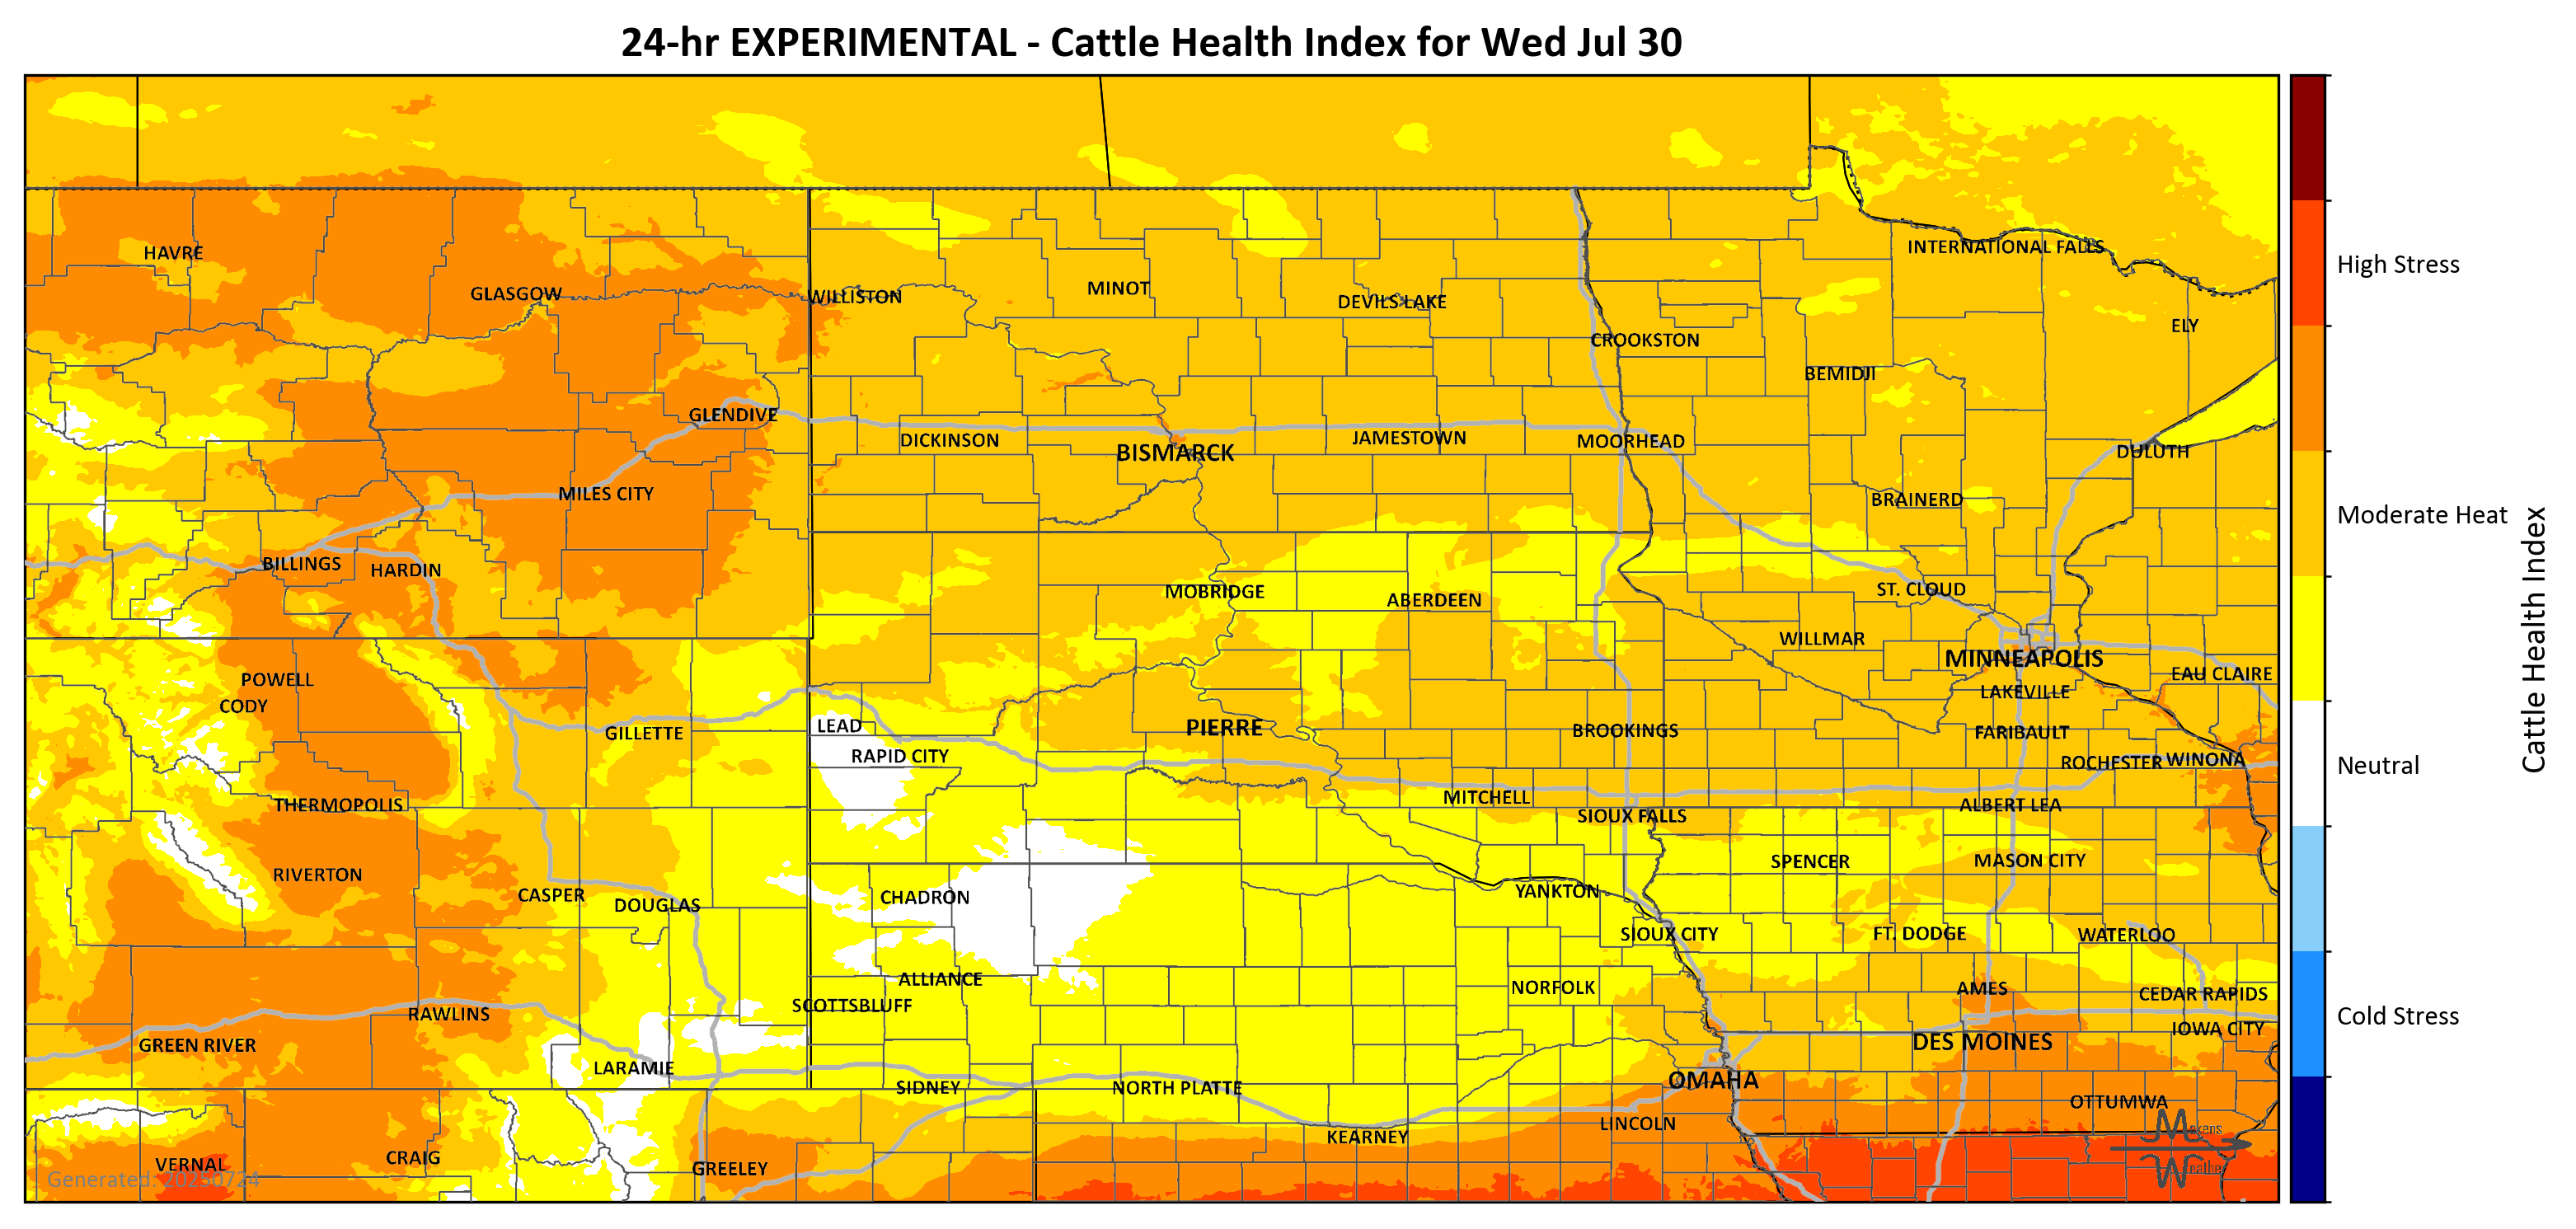 24-hr EXPERIMENTAL - Cattle Health Index for Wed Jul 30
HAVRE
INTERNATIONAL FALLS
GLASGOW
WILLISTON
MINOT
DEVILS LAKE
ELY
CROOKSTON
BEMIDJI
GLENDIVE
DICKINSON
BISMARCK
JAMESTOWN
MOORHEAD
DULUTH
MILES CITY
BRAINERD
BILLINGS
HARDIN
MOBRIDGE
ABERDEEN
ST. CLOUD
WILLMAR
MINNEAPOLIS
EAU CLAIRE
POWELL
CODY
LAKEVILLE
GILLETTE
LEAD
PIERRE
BROOKINGS
FARIBAULT
RAPID CITY
ROCHESTER
WINONA
THERMOPOLIS
MITCHELL
SIOUX FALLS
ALBERT LEA
RIVERTON
SPENCER
MASON CITY
CASPER
DOUGLAS
CHADRON
YANKTON
SIOUX CITY
FT. DODGE
WATERLOO
ALLIANCE
NORFOLK
AMES
CEDAR RAPIDS
SCOTTSBLUFF
RAWLINS
IOWA CITY
GREEN RIVER
DES MOINES
LARAMIE
SIDNEY
NORTH PLATTE
OMAHA
OTTUMWA
LINCOLN
KEARNEY
VERNAL
CRAIG
GREELEY
Generated: 20250724
Makens
Weather
High Stress
Moderate Heat
Neutral
Cold Stress
Cattle Health Index